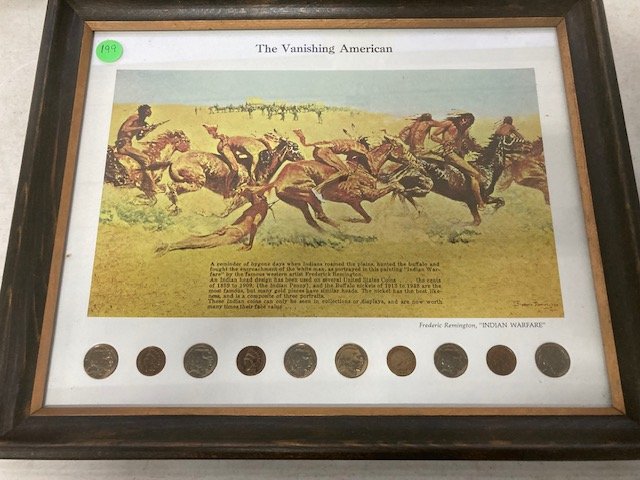 199
The Vanishing American
A reminder of bygone days when Indians roamed the plains, hunted the buffalo and
fought the encroachment of the white man, as portrayed in this painting "Indian War-
fare" by the famous western artist Frederic Remington.
An Indian head design has been used on several United States Coins . . . the cents
of 1859 to 1909, (the Indian Penny), and the Buffalo nickels of 1913 to 1938 are the
most famous, but many gold pieces have similar heads. The nickel has the best like-
ness, and is a composite of three portraits.
These Indian coins can only be seen in collections or displays, and are now worth
many times their face value . . .
Frederic Remington
Frederic Remington, "INDIAN WARFARE"